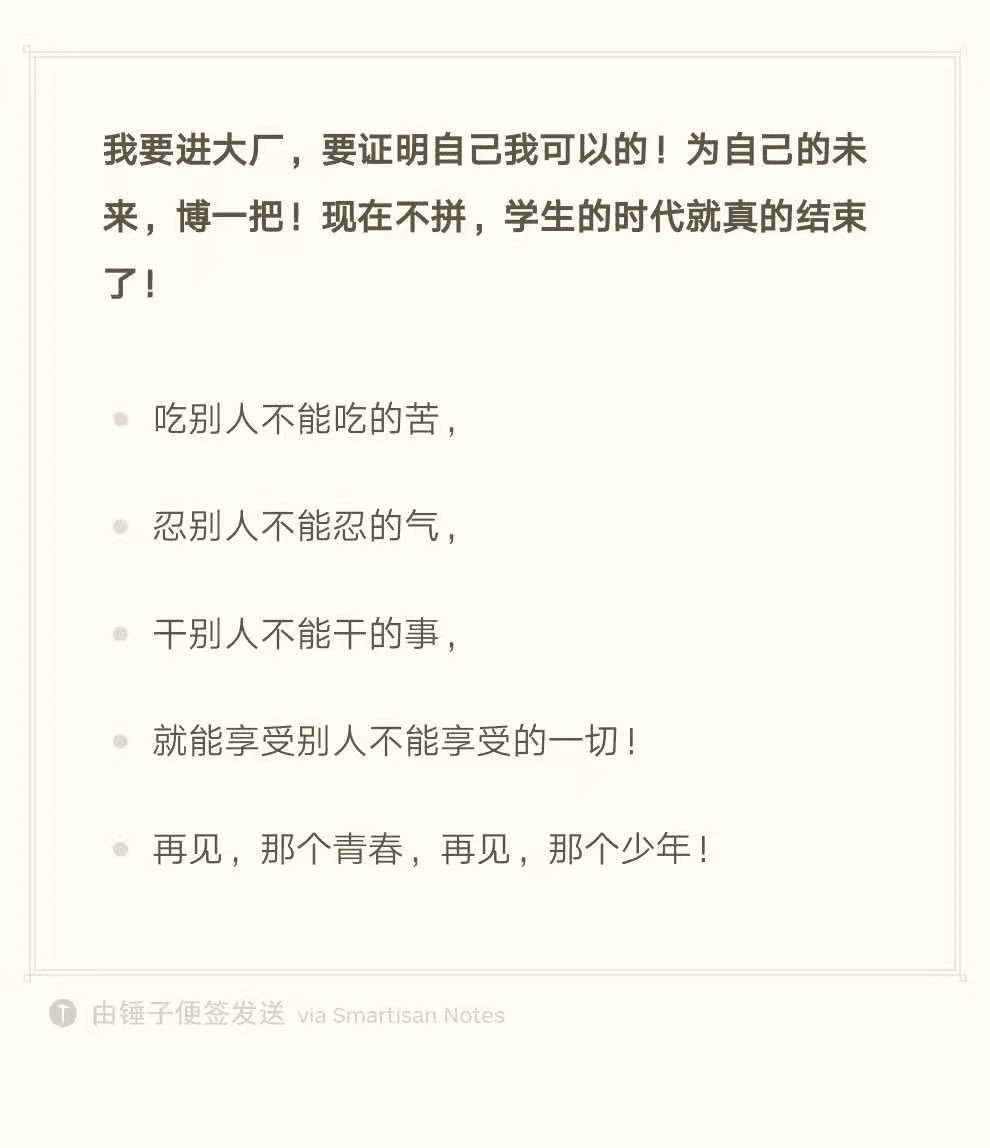 我要进大厂，要证明自己我可以的！为自己的未
来，博一把！现在不拼，学生的时代就真的结束
了！
吃别人不能吃的苦，
忍别人不能忍的气，
干别人不能干的事，
就能享受别人不能享受的一切！
再见，那个青春，再见，那个少年！
T 由锤子便签发送 via Smartisan Notes